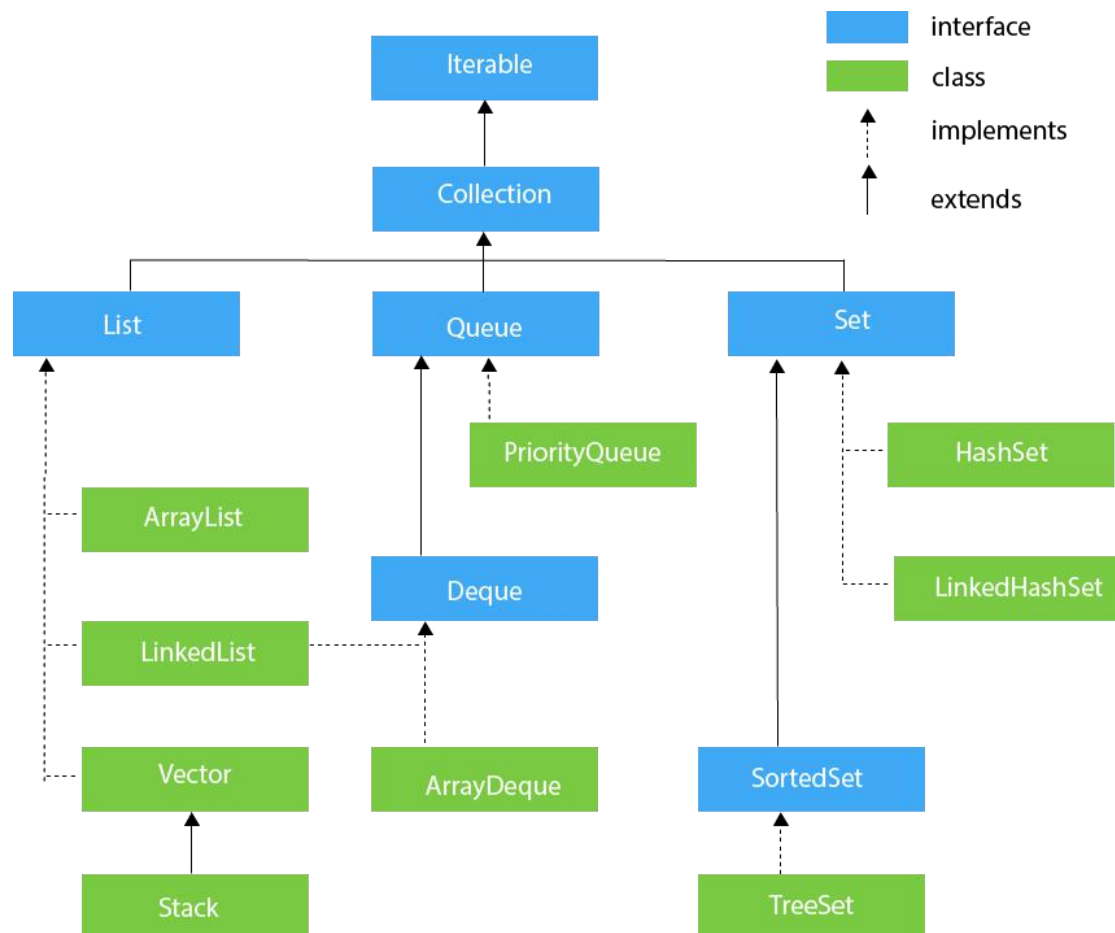 interface
Iterable
class
implements
Collection
extends
List
Queue
Set
PriorityQueue
HashSet
ArrayList
Deque
LinkedHashSet
LinkedList
Vector
ArrayDeque
SortedSet
Stack
TreeSet